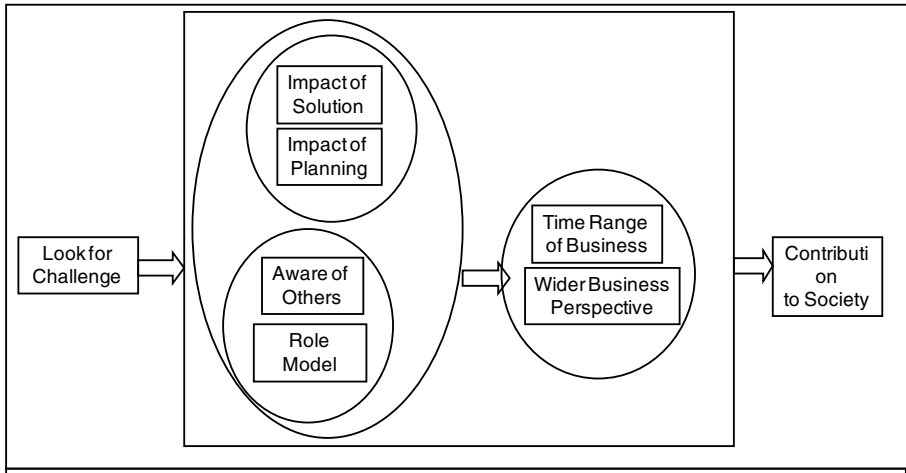 Look for
Challenge
Impact of
Solution
Impact of
Planning
Aware of
Others
Role
Model
Time Range
of Business
Wider Business
Perspective
Contributi
on
to Society